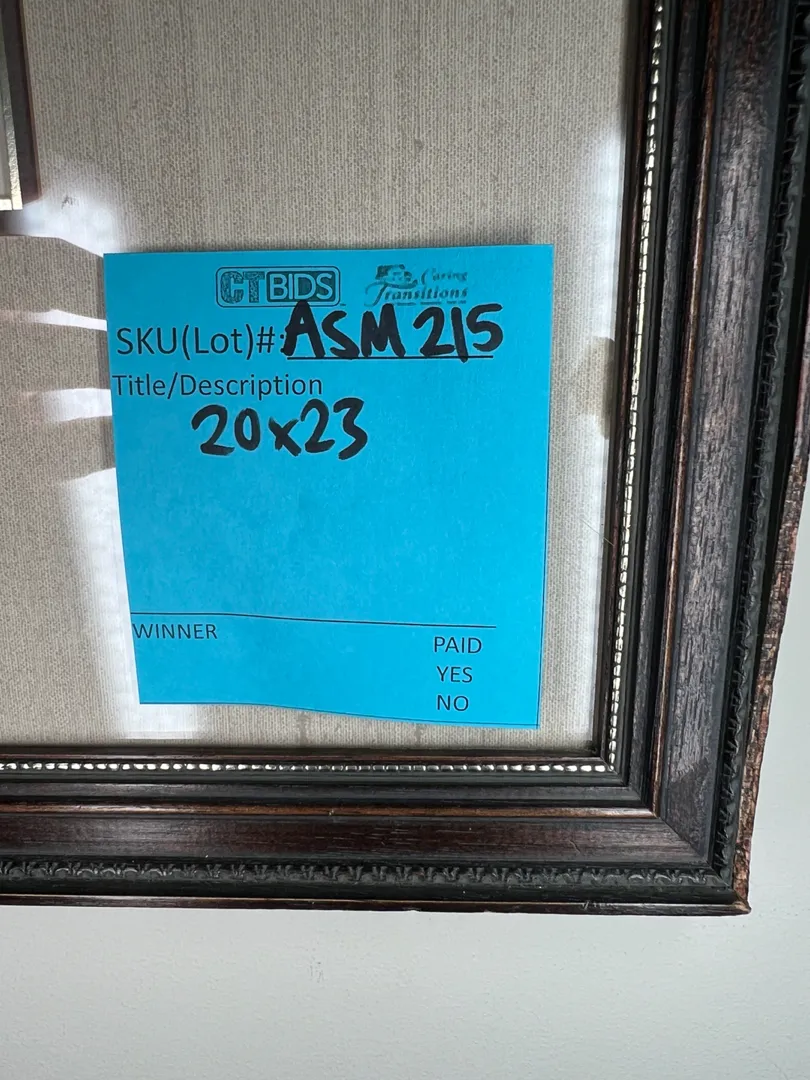 CTBIDS Caring
Transitions
SKU(Lot)#: ASM 215
Title/Description
20x23
WINNER
PAID
YES
NO